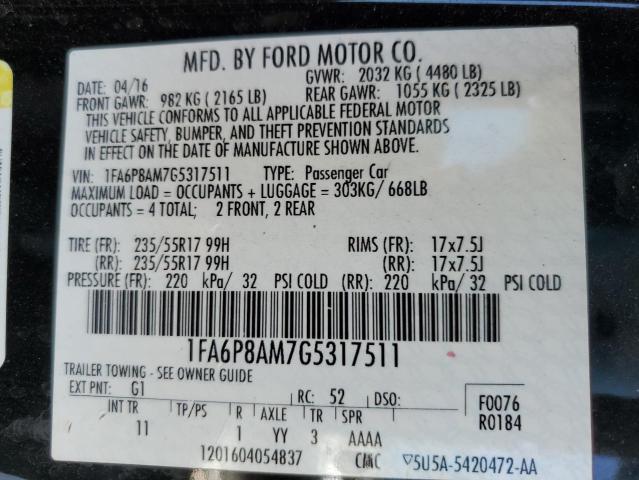 MFD. BY FORD MOTOR CO.
DATE: 04/16 GVWR: 2032 KG ( 4480 LB)
FRONT GAWR: 982 KG ( 2165 LB) REAR GAWR: 1055 KG ( 2325 LB)
THIS VEHICLE CONFORMS TO ALL APPLICABLE FEDERAL MOTOR
VEHICLE SAFETY, BUMPER, AND THEFT PREVENTION STANDARDS
IN EFFECT ON THE DATE OF MANUFACTURE SHOWN ABOVE.
VIN: 1FA6P8AM7G5317511 TYPE: Passenger Car
MAXIMUM LOAD = OCCUPANTS + LUGGAGE = 303KG/ 668LB
OCCUPANTS = 4 TOTAL; 2 FRONT, 2 REAR
TIRE (FR): 235/55R17 99H RIMS (FR): 17x7.5J
(RR): 235/55R17 99H (RR): 17x7.5J
PRESSURE (FR): 220 kPa/ 32 PSI COLD (RR): 220 kPa/ 32 PSI COLD
1FA6P8AM7G5317511
TRAILER TOWING - SEE OWNER GUIDE
EXT PNT: G1 RC: 52 DSO: F0076
INT TR TP/PS R AXLE TR SPR R0184
11 1 YY 3 AAAA
1201604054837 CMC ▽5U5A-5420472-AA